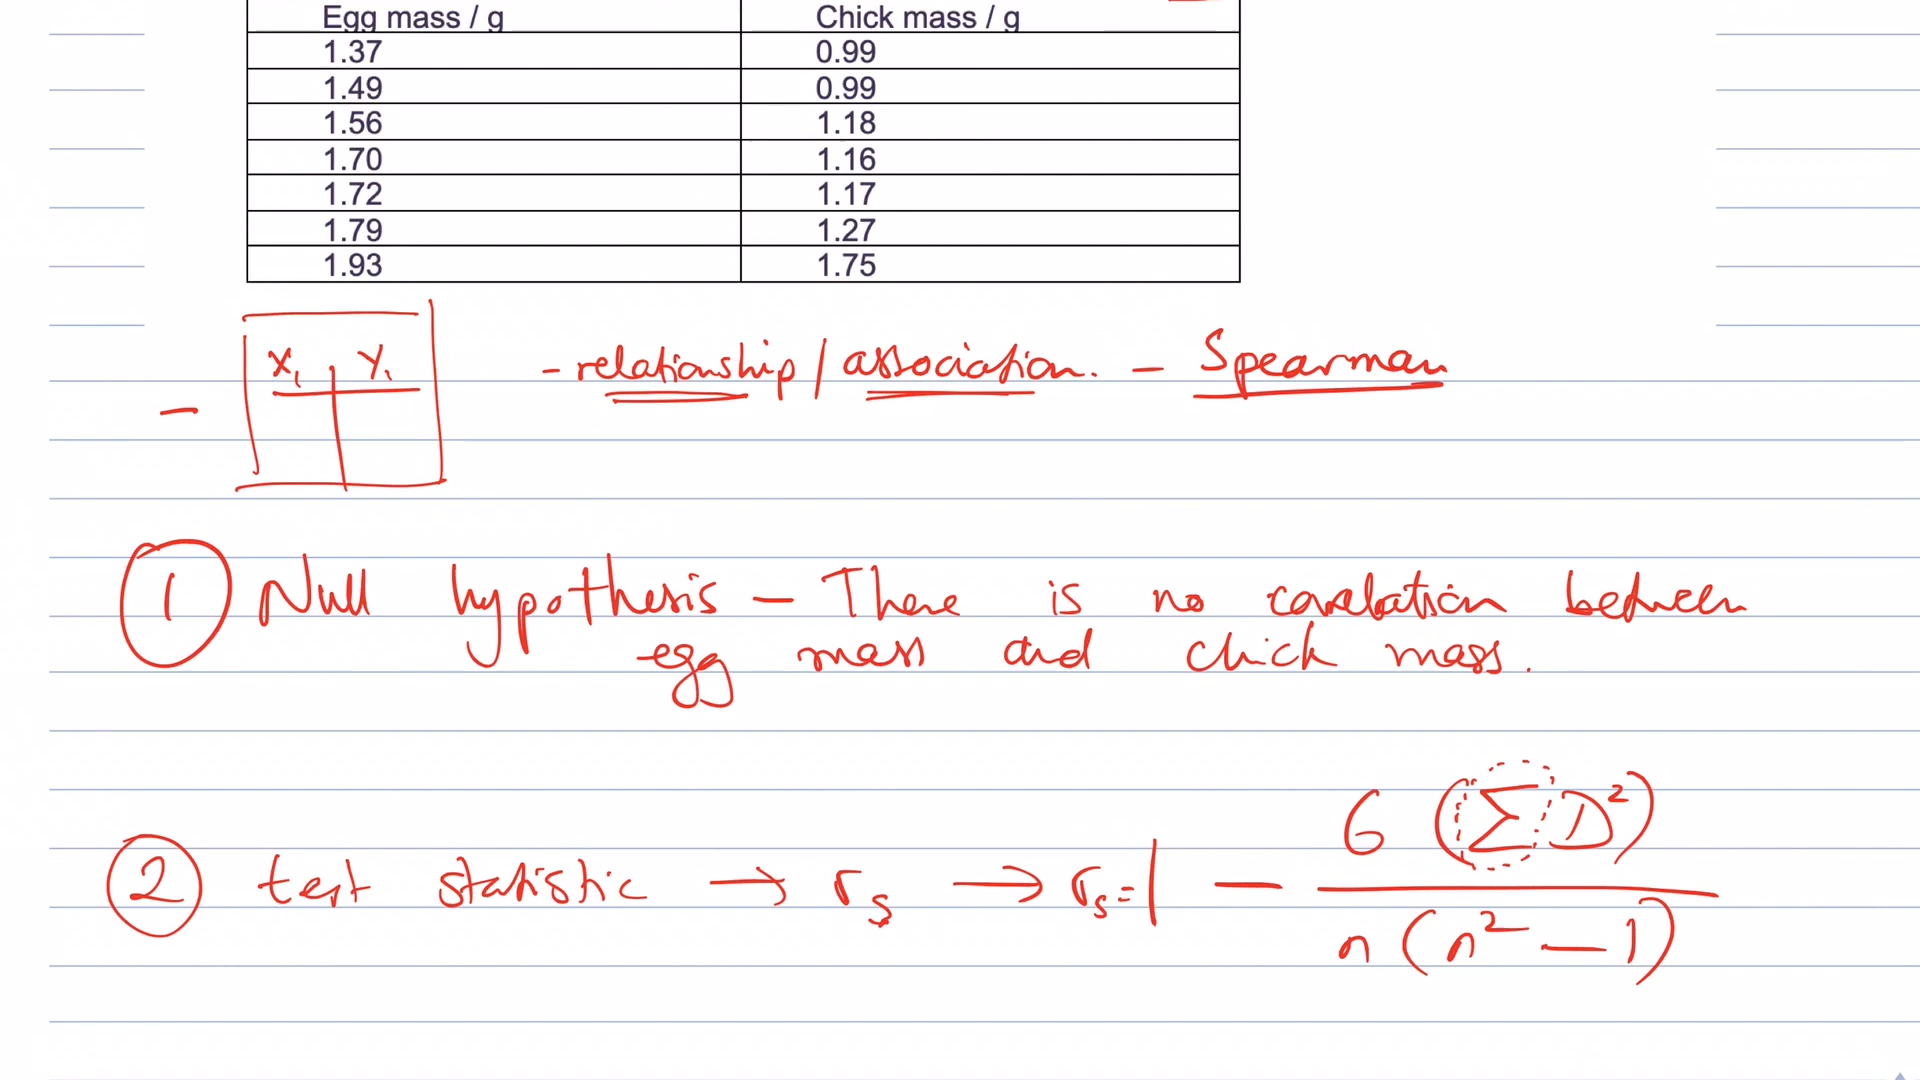 Egg mass / g Chick mass / g
1.37 0.99
1.49 0.99
1.56 1.18
1.70 1.16
1.72 1.17
1.79 1.27
1.93 1.75
x₁ y₁ - relationship / association. - Spearman
-
① Null hypothesis - There is no correlation between
egg mass and chick mass.
② test statistic → rₛ → rₛ = 1 - 6 (ΣD²) / n(n² - 1)